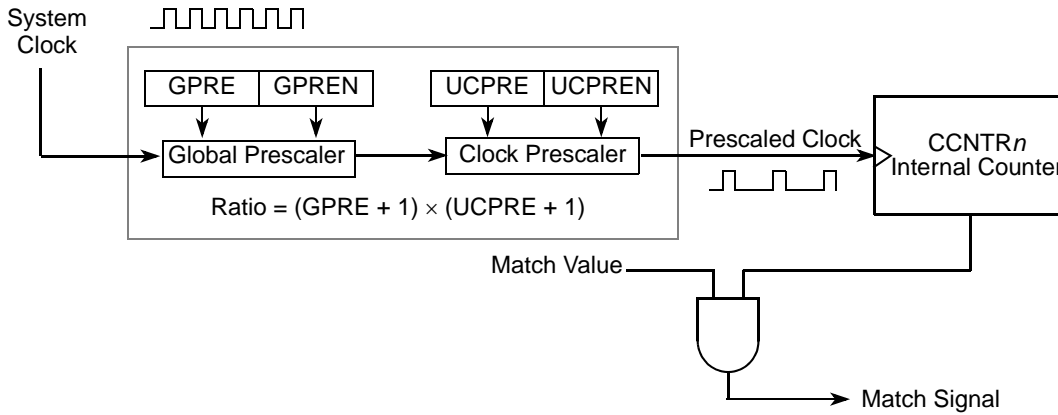 System
Clock
GPRE GPREN UCPRE UCPREN
Global Prescaler Clock Prescaler
Prescaled Clock
CCNTRn
Internal Counter
Ratio = (GPRE + 1) × (UCPRE + 1)
Match Value
Match Signal